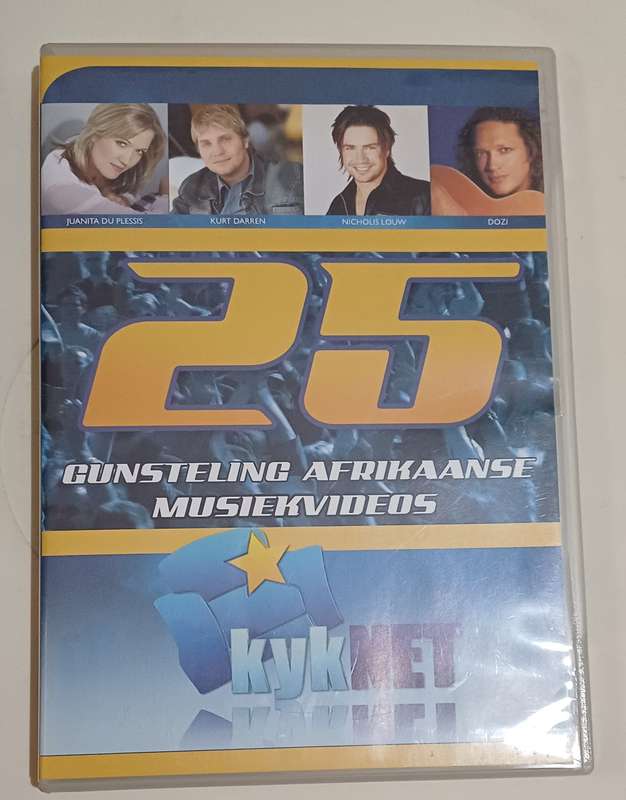 JUANITA DU PLESSIS
KURT DARREN
NICHOLIS LOUW
DOZI
25
GUNSTELING AFRIKAANSE
MUSIEKVIDEOS
kykNET